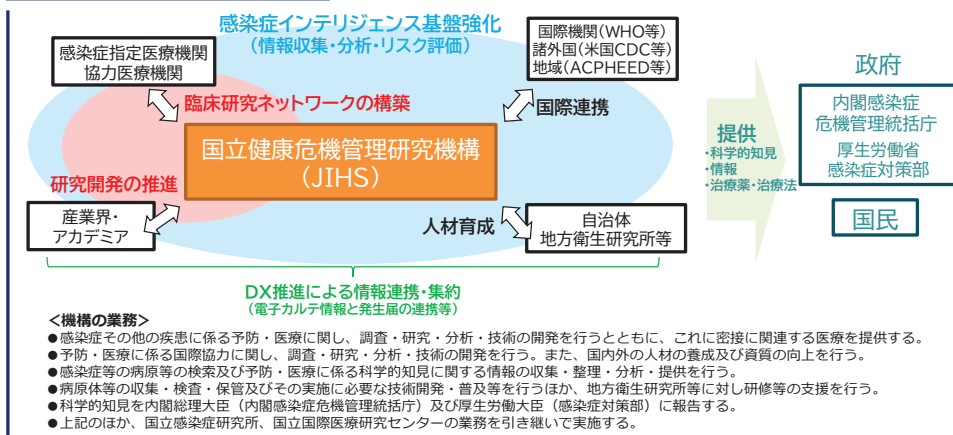 感染症インテリジェンス基盤強化
(情報収集・分析・リスク評価)
感染症指定医療機関
協力医療機関
国際機関(WHO等)
諸外国(米国CDC等)
地域(ACPHEED等)
臨床研究ネットワークの構築
国際連携
国立健康危機管理研究機構
(JIHS)
研究開発の推進
産業界・
アカデミア
人材育成
自治体
地方衛生研究所等
DX推進による情報連携・集約
(電子カルテ情報と発生届の連携等)
提供
・科学的知見
・情報
・治療薬・治療法
政府
内閣感染症
危機管理統括庁
厚生労働省
感染症対策部
国民
<機構の業務>
●感染症その他の疾患に係る予防・医療に関し、調査・研究・分析・技術の開発を行うとともに、これに密接に関連する医療を提供する。
●予防・医療に係る国際協力に関し、調査・研究・分析・技術の開発を行う。また、国内外の人材の養成及び資質の向上を行う。
●感染症等の病原等の検索及び予防・医療に係る科学的知見に関する情報の収集・整理・分析・提供を行う。
●病原体等の収集・検査・保管及びその実施に必要な技術開発・普及等を行うほか、地方衛生研究所等に対し研修等の支援を行う。
●科学的知見を内閣総理大臣（内閣感染症危機管理統括庁）及び厚生労働大臣（感染症対策部）に報告する。
●上記のほか、国立感染症研究所、国立国際医療研究センターの業務を引き継いで実施する。